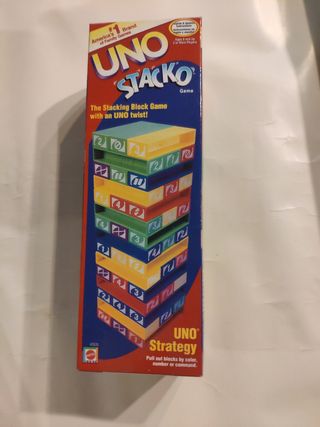 America's #1 Brand
of Family Games
UNO
STACKO
Game
The Stacking Block Game
with an UNO twist!
UNO®
Strategy
Pull out blocks by color,
number or command.